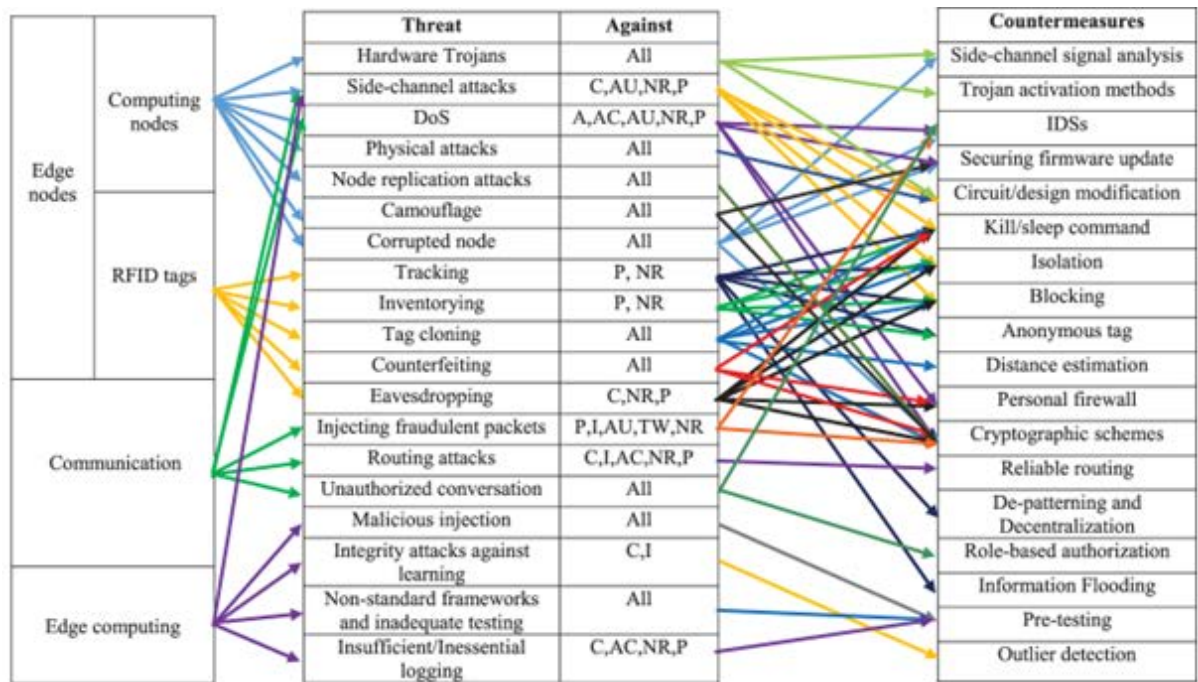 Edge
nodes
Computing
nodes
RFID tags
Communication
Edge computing
Threat Against
Hardware Trojans All
Side-channel attacks C,AU,NR,P
DoS A,AC,AU,NR,P
Physical attacks All
Node replication attacks All
Camouflage All
Corrupted node All
Tracking P, NR
Inventorying P, NR
Tag cloning All
Counterfeiting All
Eavesdropping C,NR,P
Injecting fraudulent packets P,I,AU,TW,NR
Routing attacks C,I,AC,NR,P
Unauthorized conversation All
Malicious injection All
Integrity attacks against C,I
learning
Non-standard frameworks All
and inadequate testing
Insufficient/Inessential C,AC,NR,P
logging
Countermeasures
Side-channel signal analysis
Trojan activation methods
IDSs
Securing firmware update
Circuit/design modification
Kill/sleep command
Isolation
Blocking
Anonymous tag
Distance estimation
Personal firewall
Cryptographic schemes
Reliable routing
De-patterning and
Decentralization
Role-based authorization
Information Flooding
Pre-testing
Outlier detection